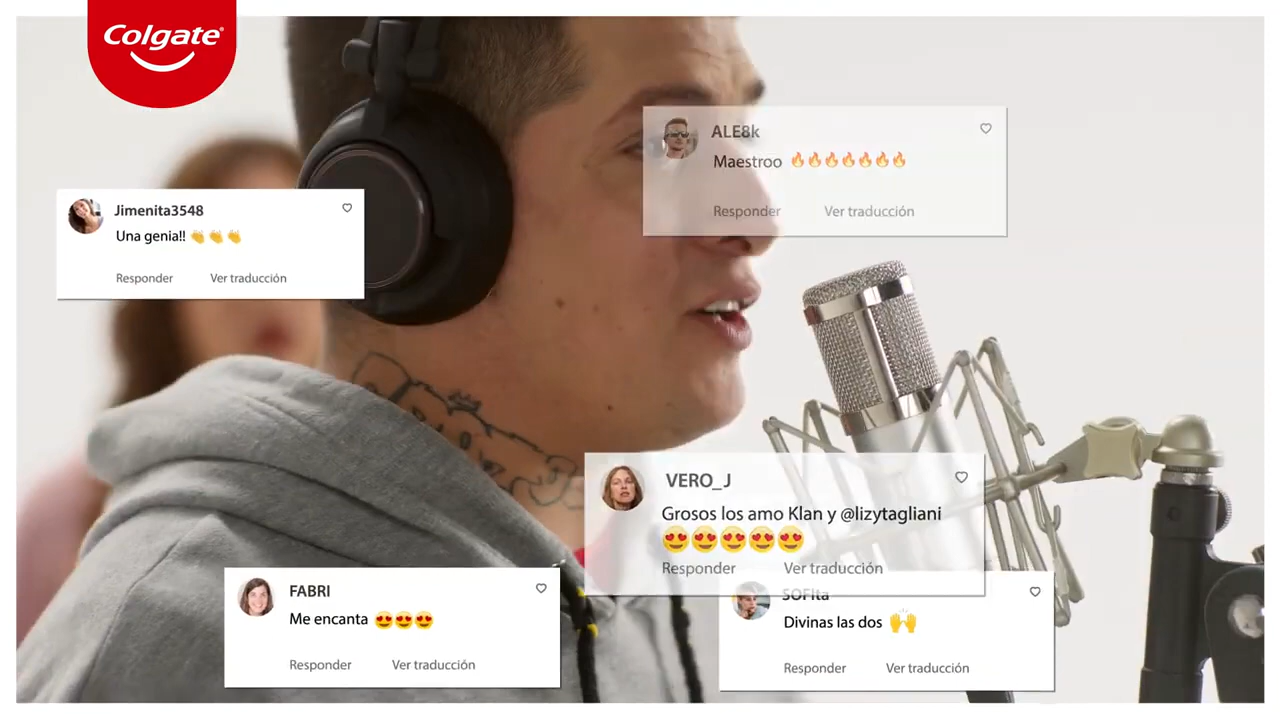 Colgate
ALE8k
Maestroo 🔥🔥🔥🔥🔥🔥🔥
Responder Ver traducción
Jimenita3548
Una genia!! 👏👏👏
Responder Ver traducción
VERO_J
Grosos los amo Klan y @lizytagliani
😍😍😍😍😍
Responder Ver traducción
FABRI
Me encanta 😍😍😍
Responder Ver traducción
SOFIta
Divinas las dos 🙌
Responder Ver traducción